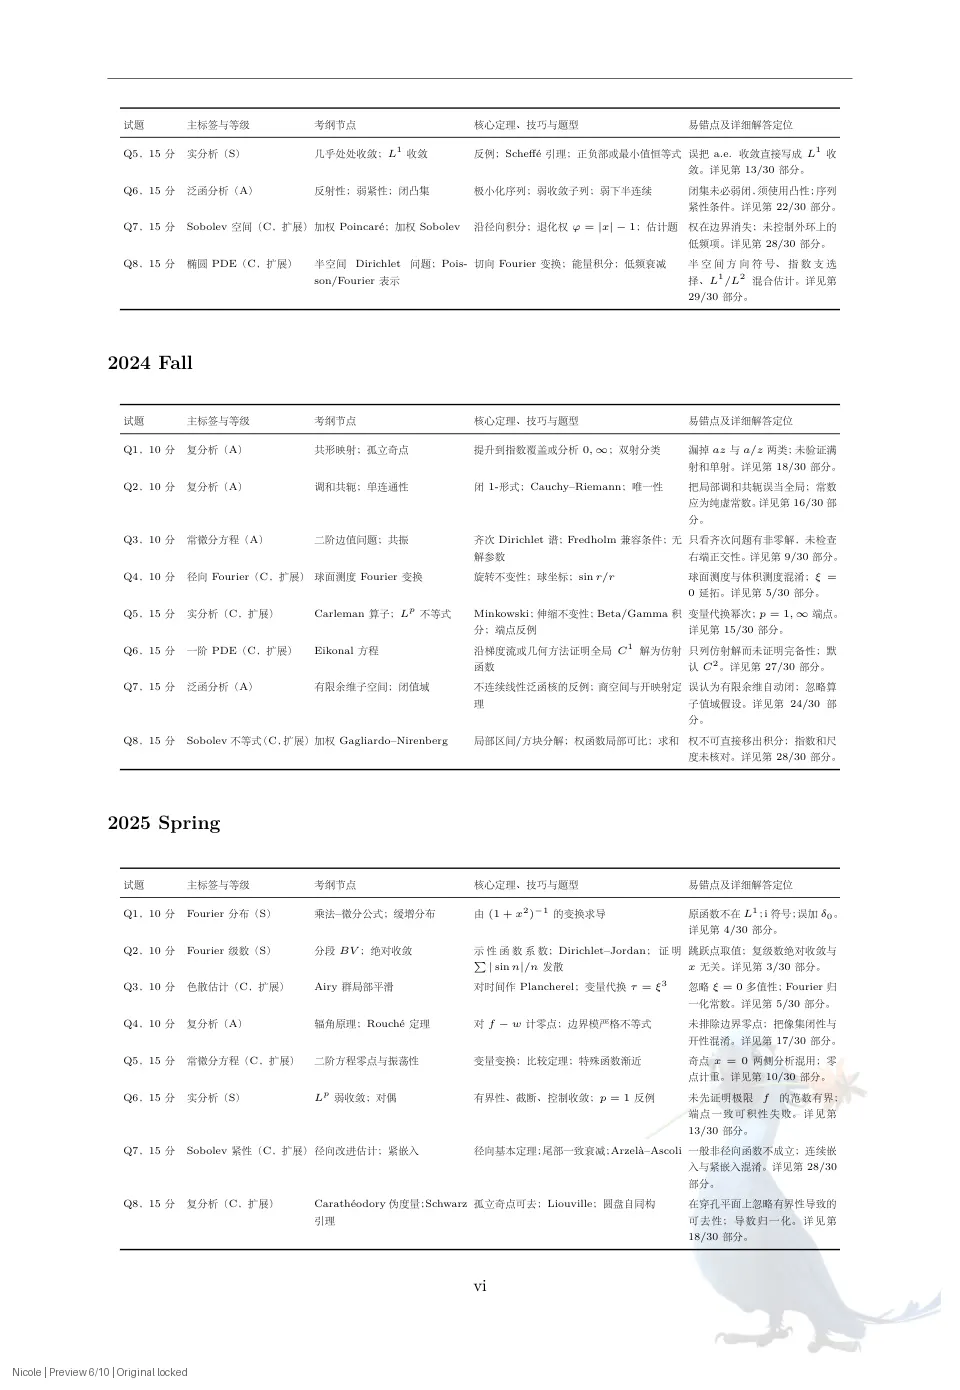 试题 主标签与等级 考纲节点 核心定理、技巧与题型 易错点及详细解答定位
Q5，15 分 实分析（S） 几乎处处收敛；L¹ 收敛 反例；Scheffé 引理；正负部或最小值恒等式 误把 a.e. 收敛直接写成 L¹ 收
敛。详见第 13/30 部分。
Q6，15 分 泛函分析（A） 反射性；弱紧性；闭凸集 极小化序列；弱收敛子列；弱下半连续 闭集未必弱闭，须使用凸性；序列
紧性条件。详见第 22/30 部分。
Q7，15 分 Sobolev 空间（C，扩展） 加权 Poincaré；加权 Sobolev 沿径向积分；退化权 φ = |x| − 1；估计题 权在边界消失；未控制外环上的
低频项。详见第 28/30 部分。
Q8，15 分 椭圆 PDE（C，扩展） 半空间 Dirichlet 问题；Pois- 切向 Fourier 变换；能量积分；低频衰减 半空间方向符号、指数支选
son/Fourier 表示 择、L¹/L² 混合估计。详见第
29/30 部分。
2024 Fall
试题 主标签与等级 考纲节点 核心定理、技巧与题型 易错点及详细解答定位
Q1，10 分 复分析（A） 共形映射；孤立奇点 提升到指数覆盖或分析 0, ∞；双射分类 漏掉 az 与 a/z 两类；未验证满
射和单射。详见第 18/30 部分。
Q2，10 分 复分析（A） 调和共轭；单连通性 闭 1-形式；Cauchy–Riemann；唯一性 把局部调和共轭误当全局；常数
应为纯虚常数。详见第 16/30 部
分。
Q3，10 分 常微分方程（A） 二阶边值问题；共振 齐次 Dirichlet 谱；Fredholm 兼容条件；无 只看齐次问题有非零解，未检查
解参数 右端正交性。详见第 9/30 部分。
Q4，10 分 径向 Fourier（C，扩展） 球面测度 Fourier 变换 旋转不变性；球坐标；sin r/r 球面测度与体积测度混淆；ξ =
0 延拓。详见第 5/30 部分。
Q5，15 分 实分析（C，扩展） Carleman 算子；Lᵖ 不等式 Minkowski；伸缩不变性；Beta/Gamma 积 变量代换幂次；p = 1, ∞ 端点。
分；端点反例 详见第 15/30 部分。
Q6，15 分 一阶 PDE（C，扩展） Eikonal 方程 沿梯度流或几何方法证明全局 C¹ 解为仿射 只列仿射解而未证明完备性；默
函数 认 C²。详见第 27/30 部分。
Q7，15 分 泛函分析（A） 有限余维子空间；闭值域 不连续线性泛函核的反例；商空间与开映射定 误认为有限余维自动闭；忽略算
理 子值域假设。详见第 24/30 部
分。
Q8，15 分 Sobolev 不等式（C，扩展） 加权 Gagliardo–Nirenberg 局部区间/方块分解；权函数局部可比；求和 权不可直接移出积分；指数和尺
度未核对。详见第 28/30 部分。
2025 Spring
试题 主标签与等级 考纲节点 核心定理、技巧与题型 易错点及详细解答定位
Q1，10 分 Fourier 分布（S） 乘法–微分公式；缓增分布 由 (1 + x²)⁻¹ 的变换求导 原函数不在 L¹；i 符号；误加 δ₀。
详见第 4/30 部分。
Q2，10 分 Fourier 级数（S） 分段 BV；绝对收敛 示性函数系数；Dirichlet–Jordan；证明 跳跃点取值；复级数绝对收敛与
∑ | sin n|/n 发散 x 无关。详见第 3/30 部分。
Q3，10 分 色散估计（C，扩展） Airy 群局部平滑 对时间作 Plancherel；变量代换 τ = ξ³ 忽略 ξ = 0 多值性；Fourier 归
一化常数。详见第 5/30 部分。
Q4，10 分 复分析（A） 辐角原理；Rouché 定理 对 f − w 计零点；边界模严格不等式 未排除边界零点；把像集闭性与
开性混淆。详见第 17/30 部分。
Q5，15 分 常微分方程（C，扩展） 二阶方程零点与振荡性 变量变换；比较定理；特殊函数渐近 奇点 x = 0 两侧分析混用；零
点计重。详见第 10/30 部分。
Q6，15 分 实分析（S） Lᵖ 弱收敛；对偶 有界性、截断、控制收敛；p = 1 反例 未先证明极限 f 的范数有界；
端点一致可积性失败。详见第
13/30 部分。
Q7，15 分 Sobolev 紧性（C，扩展） 径向改进估计；紧嵌入 径向基本定理；尾部一致衰减；Arzelà–Ascoli 一般非径向函数不成立；连续嵌
入与紧嵌入混淆。详见第 28/30
部分。
Q8，15 分 复分析（C，扩展） Carathéodory 伪度量；Schwarz 孤立奇点可去；Liouville；圆盘自同构 在穿孔平面上忽略有界性导致的
引理 可去性；导数归一化。详见第
18/30 部分。
vi
Nicole | Preview 6/10 | Original locked